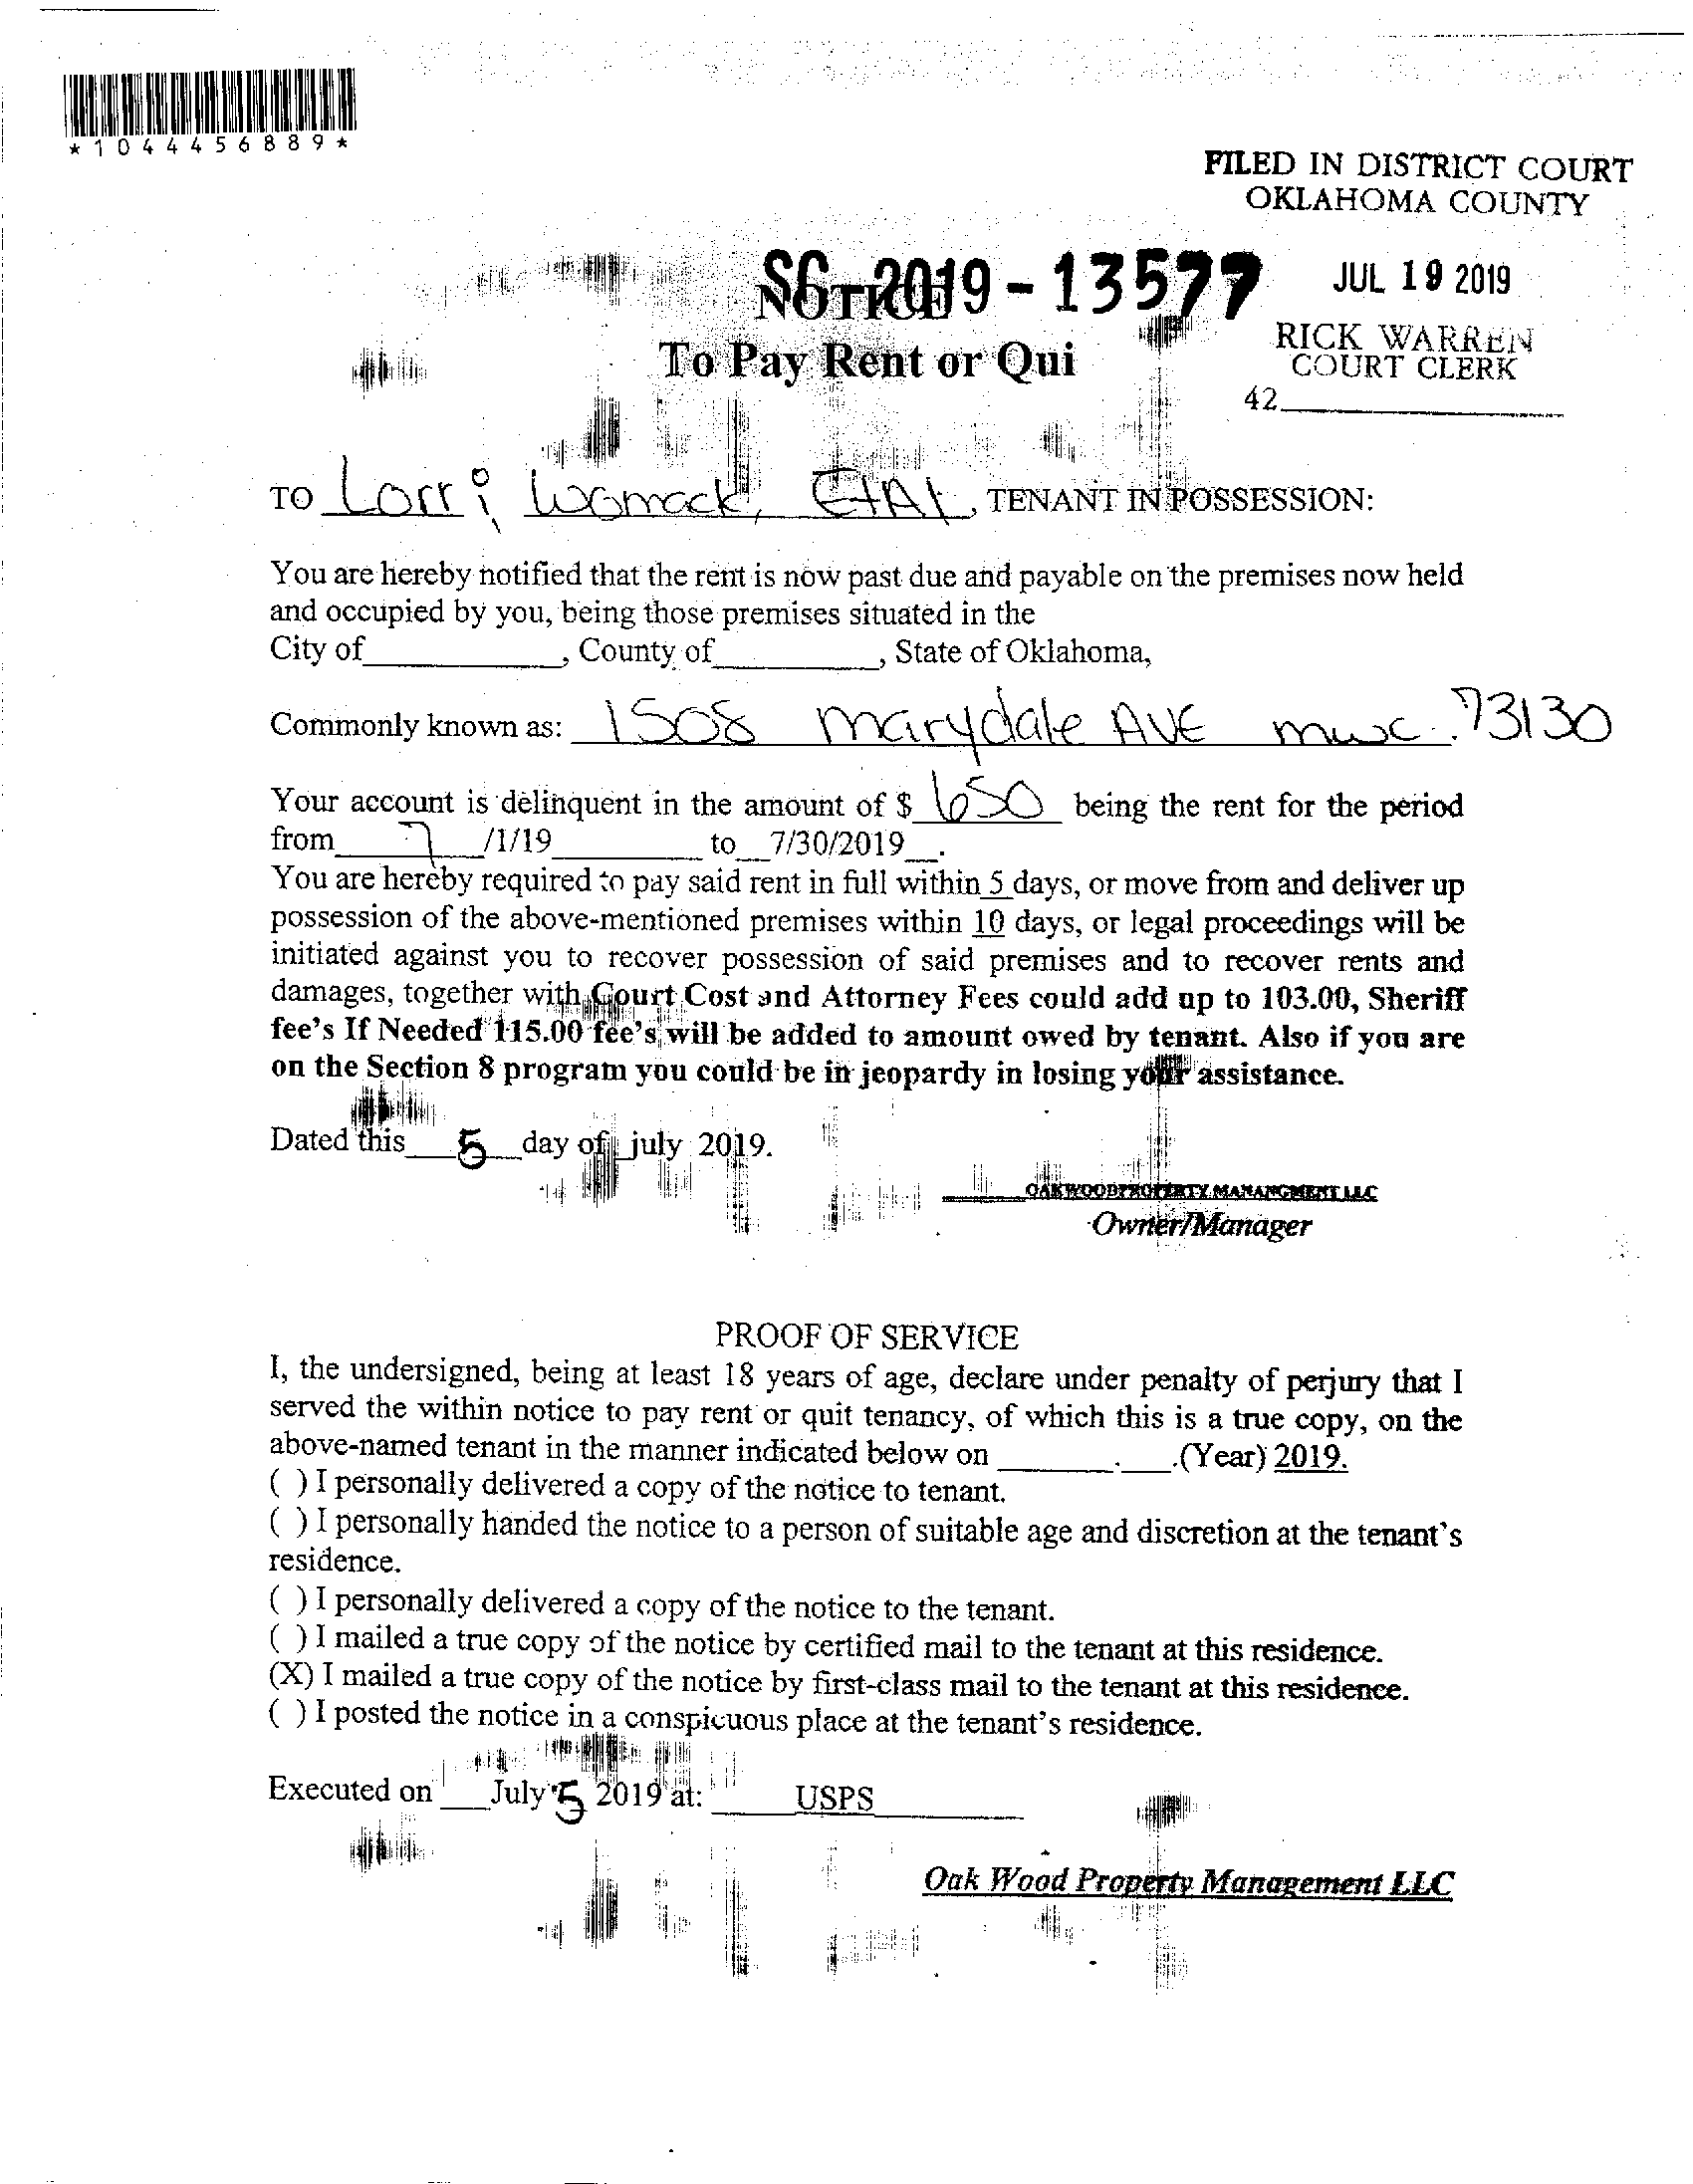 *1044456889*
FILED IN DISTRICT COURT
OKLAHOMA COUNTY
SC-2019-13577
NOTICE
JUL 19 2019
RICK WARREN
COURT CLERK
To Pay Rent or Qui
42
TO Lorri Womack, EtAl, TENANT IN POSSESSION:
You are hereby notified that the rent is now past due and payable on the premises now held
and occupied by you, being those premises situated in the
City of__________, County of__________, State of Oklahoma,
Commonly known as: 1508 Marydale AVE mwc. 73130
Your account is delinquent in the amount of $ 650 being the rent for the period
from 7 /1/19 to 7/30/2019 .
You are hereby required to pay said rent in full within 5 days, or move from and deliver up
possession of the above-mentioned premises within 10 days, or legal proceedings will be
initiated against you to recover possession of said premises and to recover rents and
damages, together with Court Cost and Attorney Fees could add up to 103.00, Sheriff
fee's If Needed 115.00 fee's will be added to amount owed by tenant. Also if you are
on the Section 8 program you could be in jeopardy in losing your assistance.
Dated this 5 day of july 2019.
OAKWOODPROPERTY MANANGMENT LLC
Owner/Manager
PROOF OF SERVICE
I, the undersigned, being at least 18 years of age, declare under penalty of perjury that I
served the within notice to pay rent or quit tenancy, of which this is a true copy, on the
above-named tenant in the manner indicated below on ______.___.(Year) 2019.
( ) I personally delivered a copy of the notice to tenant.
( ) I personally handed the notice to a person of suitable age and discretion at the tenant's
residence.
( ) I personally delivered a copy of the notice to the tenant.
( ) I mailed a true copy of the notice by certified mail to the tenant at this residence.
(X) I mailed a true copy of the notice by first-class mail to the tenant at this residence.
( ) I posted the notice in a conspicuous place at the tenant's residence.
Executed on July 5 2019 at: USPS
Oak Wood Property Management LLC